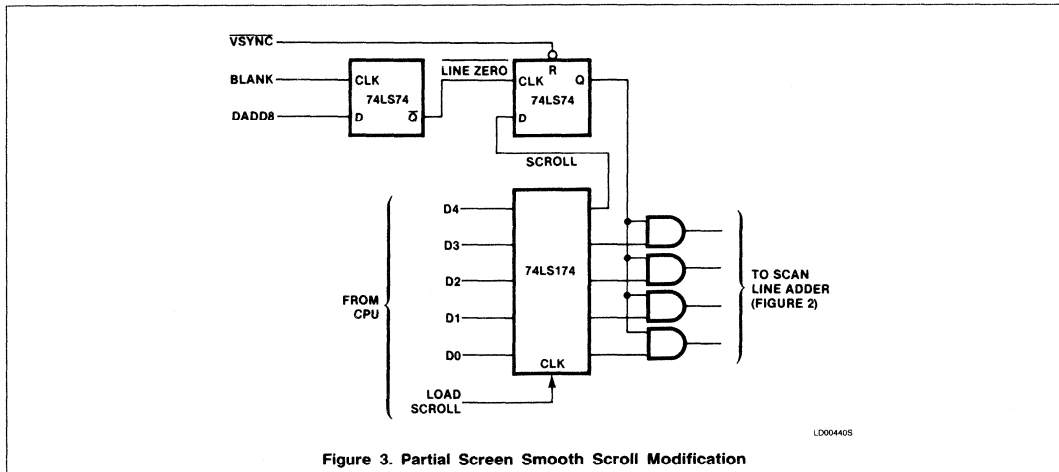 VSYNC
BLANK
DADD8
CLK
74LS74
D
Q
LINE ZERO
R
CLK
Q
74LS74
D
SCROLL
D4
D3
D2
D1
D0
74LS174
CLK
FROM
CPU
LOAD
SCROLL
TO SCAN
LINE ADDER
(FIGURE 2)
LD00440S
Figure 3. Partial Screen Smooth Scroll Modification